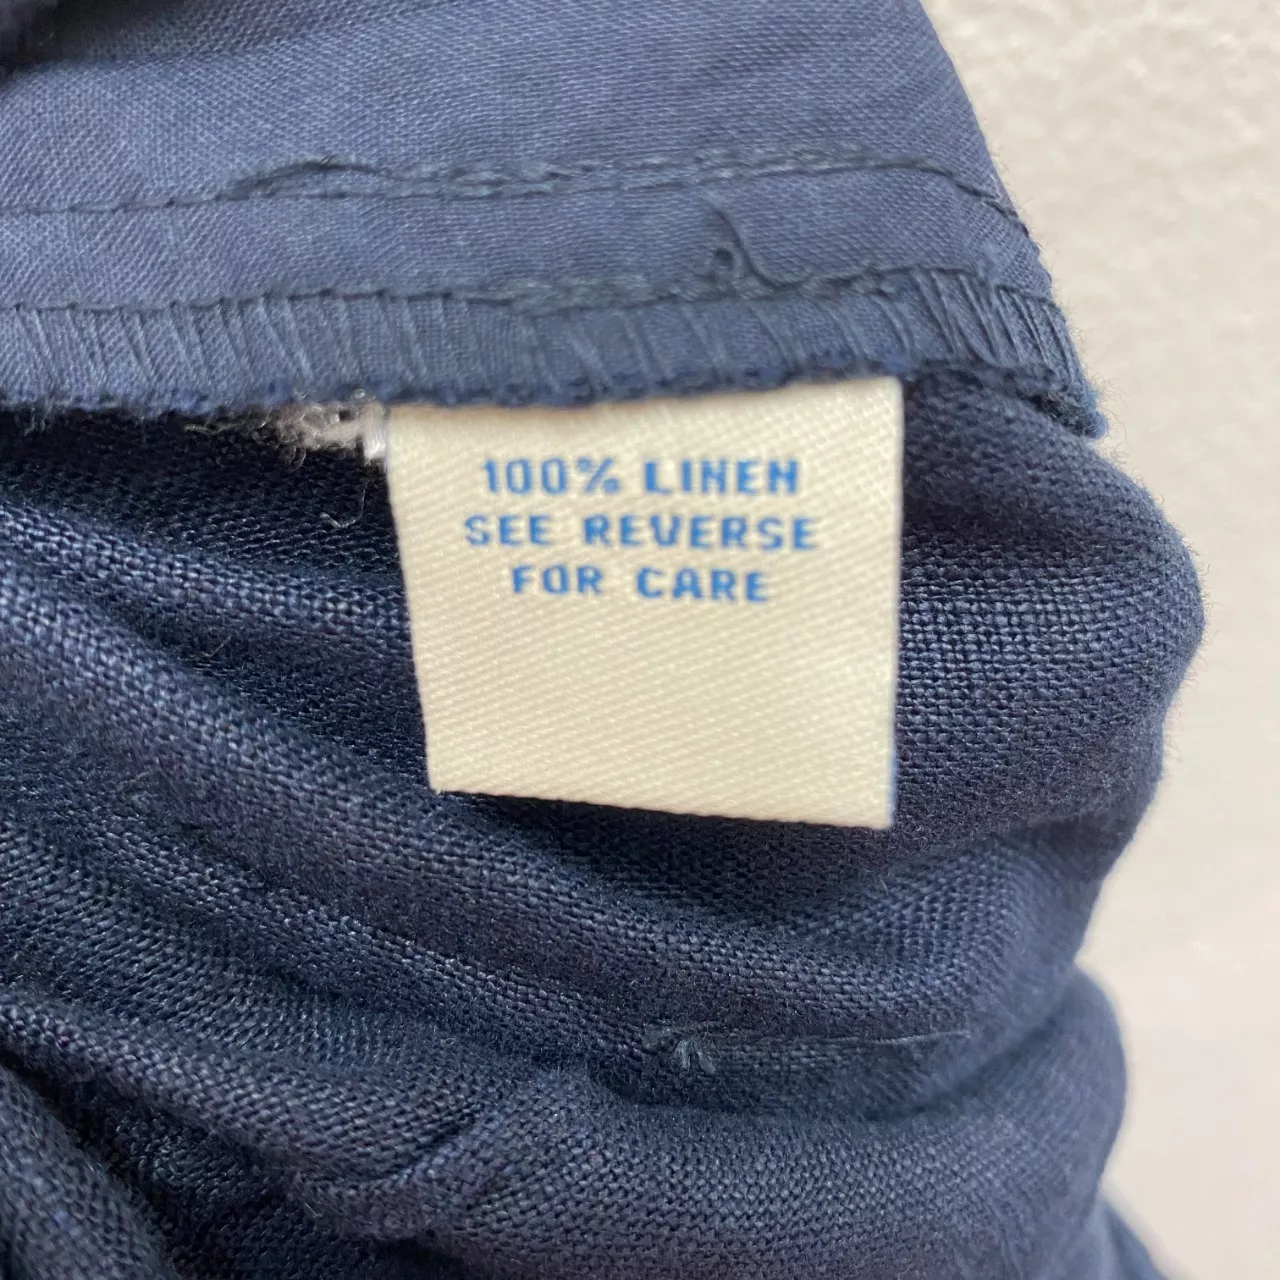 100% LINEN
SEE REVERSE
FOR CARE